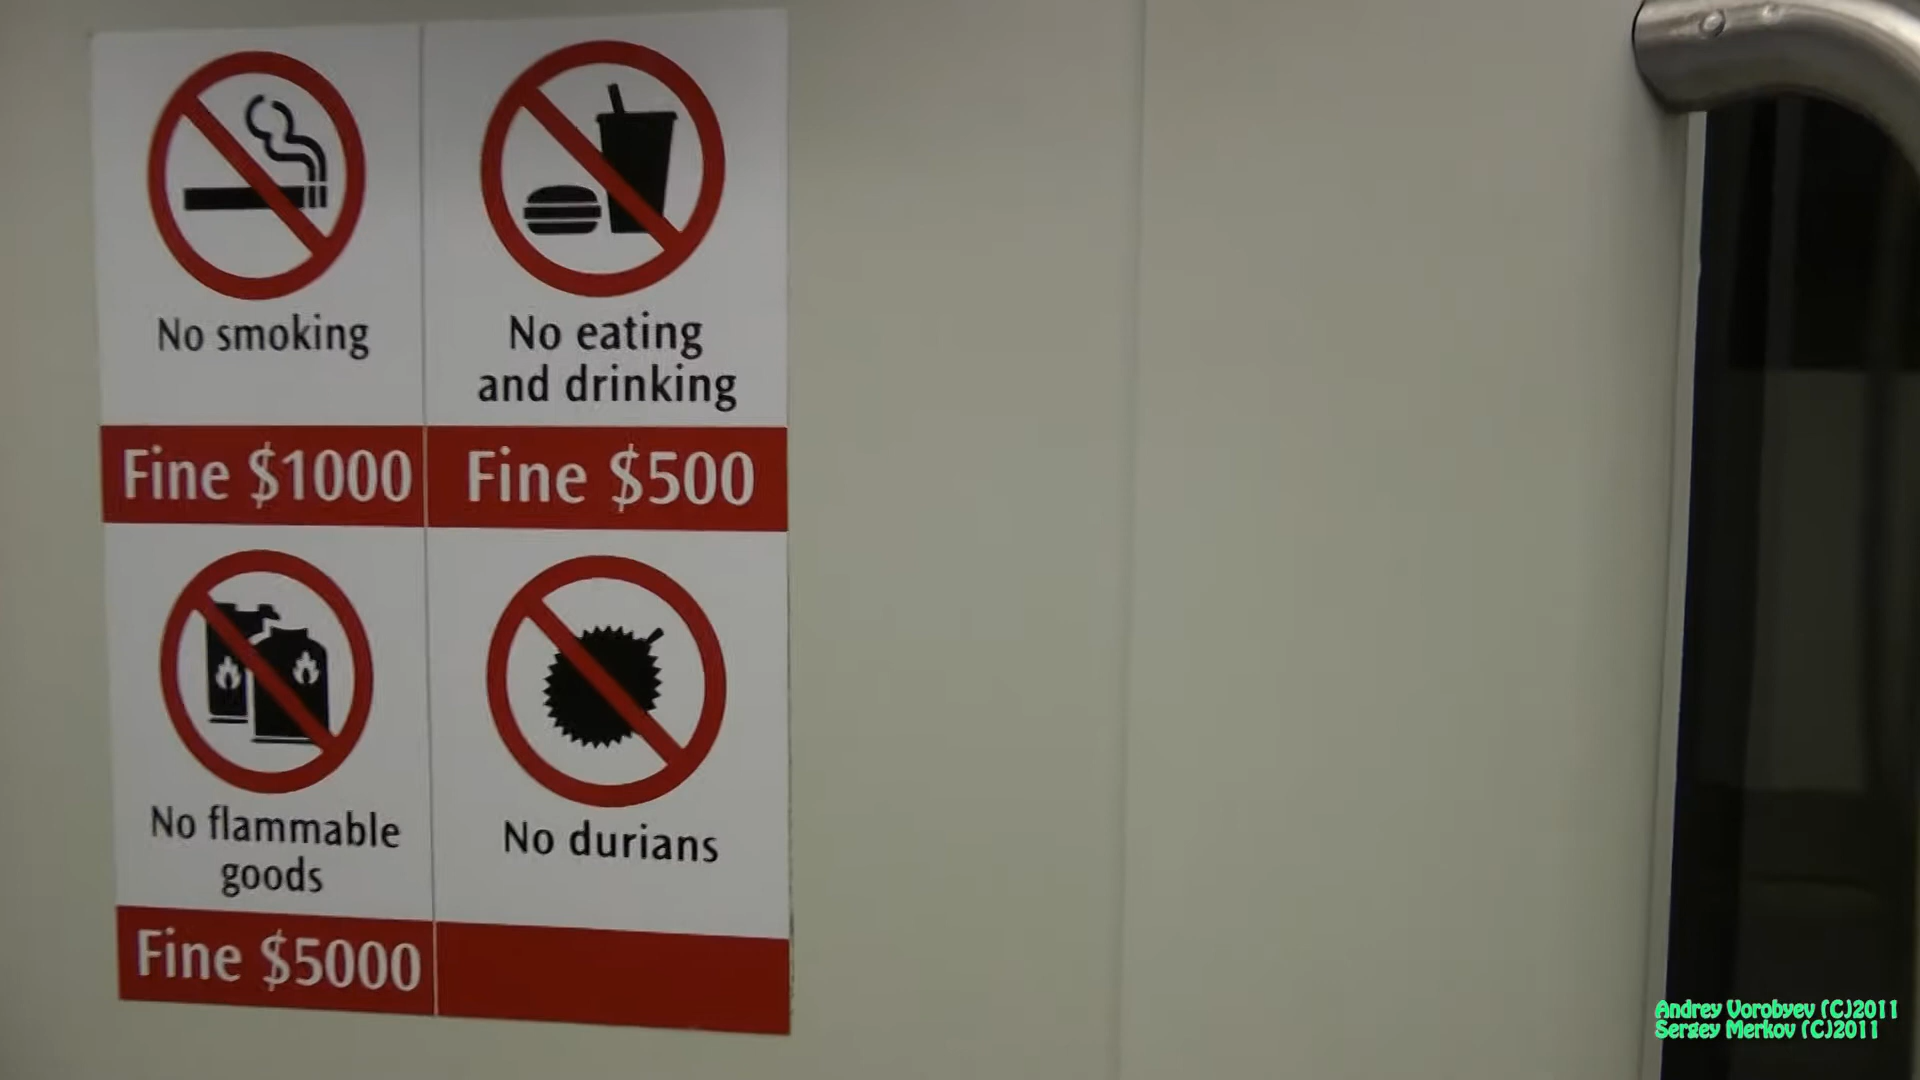 No smoking
Fine $1000
No eating
and drinking
Fine $500
No flammable
goods
Fine $5000
No durians
Andrey Vorobyev (C)2011
Sergey Merkov (C)2011